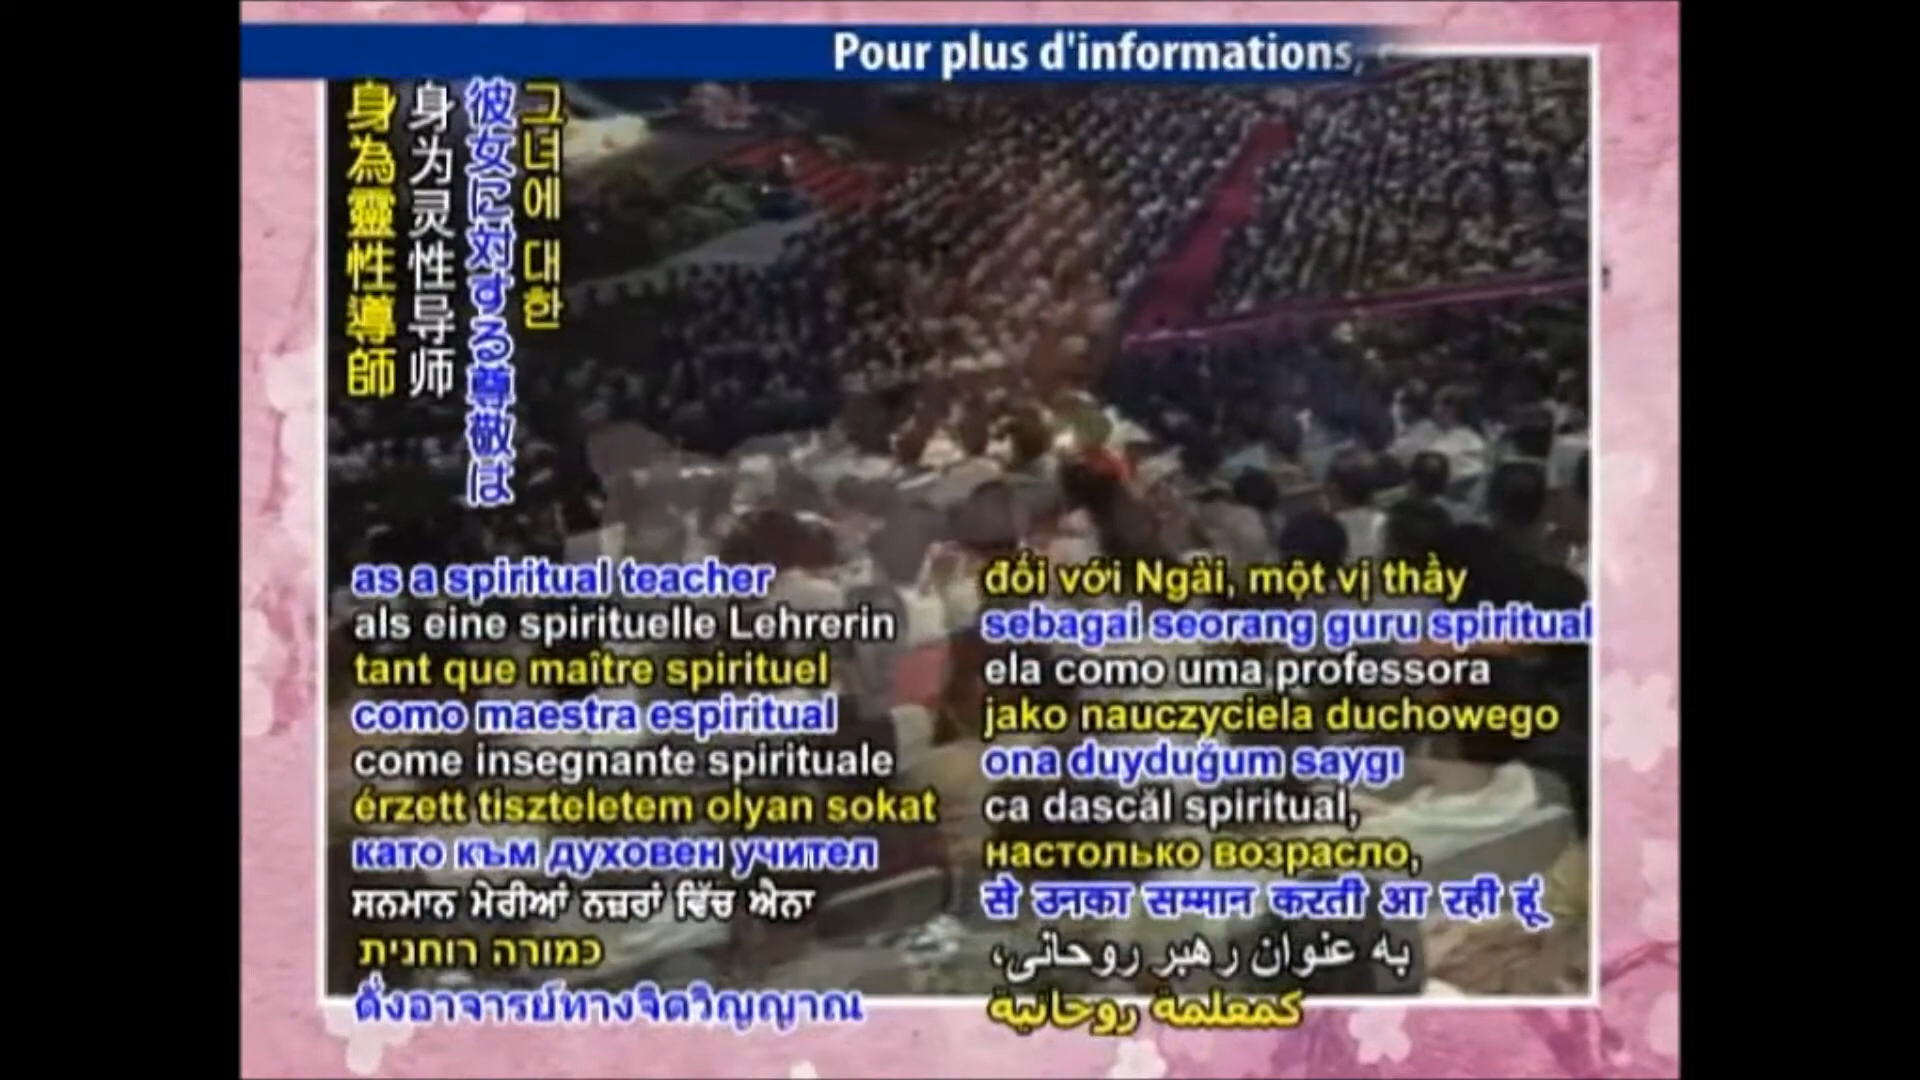 Pour plus d'informations,
身為靈性導師
身为灵性导师
彼女に対する尊敬は
그녀에 대한
as a spiritual teacher
als eine spirituelle Lehrerin
tant que maître spirituel
como maestra espiritual
come insegnante spirituale
érzett tiszteletem olyan sokat
като към духовен учител
ਸਨਮਾਨ ਮੇਰੀਆਂ ਨਜ਼ਰਾਂ ਵਿੱਚ ਐਨਾ
כמורה רוחנית
ดั่งอาจารย์ทางจิตวิญญาณ
đối với Ngài, một vị thầy
sebagai seorang guru spiritual
ela como uma professora
jako nauczyciela duchowego
ona duyduğum saygı
ca dascăl spiritual,
настолько возрасло,
से उनका सम्मान करती आ रही हूं
به عنوان رهبر روحانی،
كمعلمة روحانية